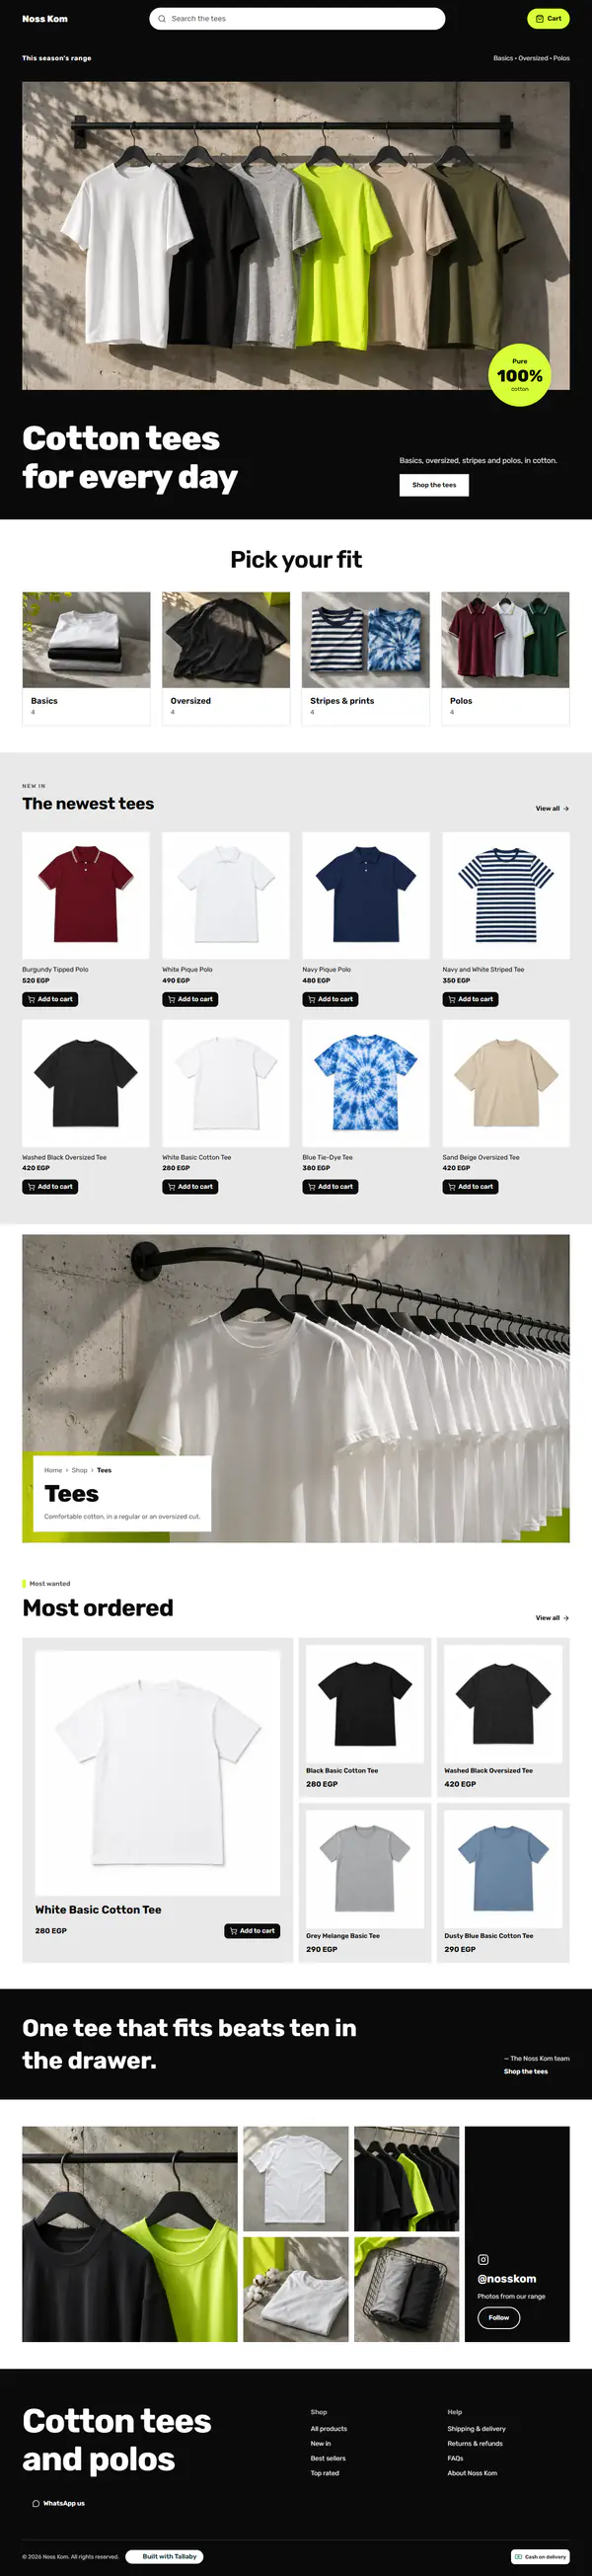 Noss Kom
Search the tees
Cart
This season's range
Basics • Oversized • Polos
Pure
100%
cotton
Cotton tees
for every day
Basics, oversized, stripes and polos, in cotton.
Shop the tees
Pick your fit
Basics
4
Oversized
4
Stripes & prints
4
Polos
4
NEW IN
The newest tees
View all →
Burgundy Tipped Polo
520 EGP
Add to cart
White Pique Polo
490 EGP
Add to cart
Navy Pique Polo
480 EGP
Add to cart
Navy and White Striped Tee
350 EGP
Add to cart
Washed Black Oversized Tee
420 EGP
Add to cart
White Basic Cotton Tee
280 EGP
Add to cart
Blue Tie-Dye Tee
380 EGP
Add to cart
Sand Beige Oversized Tee
420 EGP
Add to cart
Home › Shop › Tees
Tees
Comfortable cotton, in a regular or an oversized cut.
Most wanted
Most ordered
View all →
White Basic Cotton Tee
280 EGP
Add to cart
Black Basic Cotton Tee
280 EGP
Washed Black Oversized Tee
420 EGP
Grey Melange Basic Tee
290 EGP
Dusty Blue Basic Cotton Tee
290 EGP
One tee that fits beats ten in
the drawer.
— The Noss Kom team
Shop the tees
@nosskom
Photos from our range
Follow
Cotton tees
and polos
WhatsApp us
Shop
All products
New in
Best sellers
Top rated
Help
Shipping & delivery
Returns & refunds
FAQs
About Noss Kom
© 2026 Noss Kom. All rights reserved.
Built with Tallaby
Cash on delivery